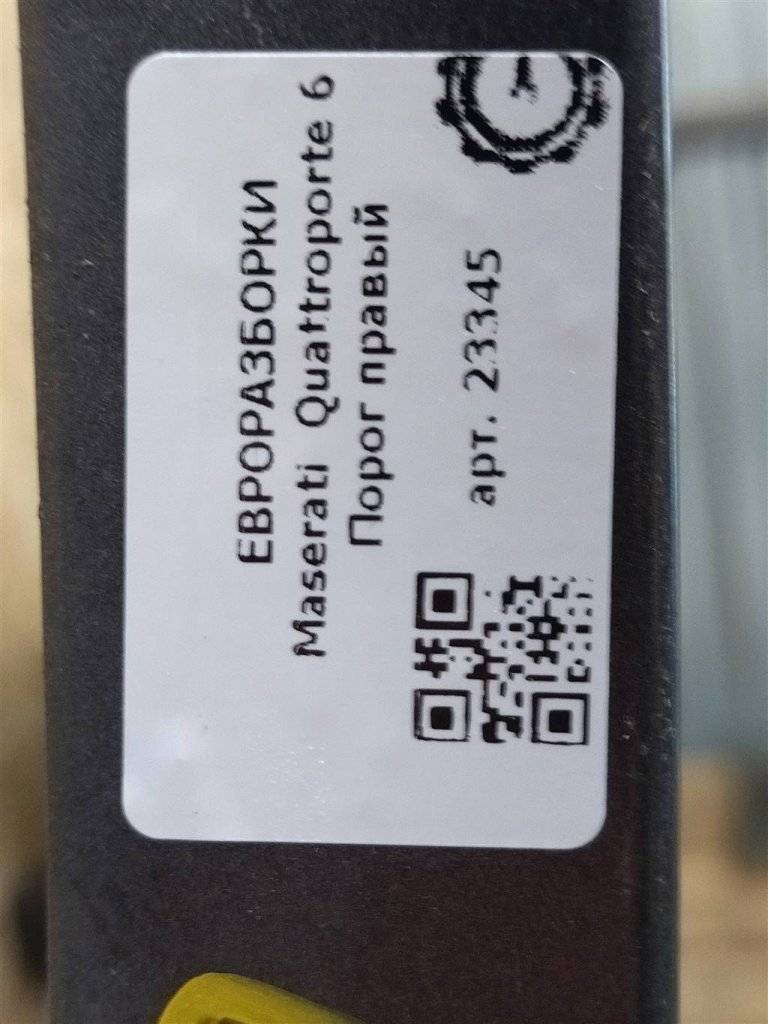 ЕВРОРАЗБОРКИ
Maserati Quattroporte 6
Порог правый
арт. 23345